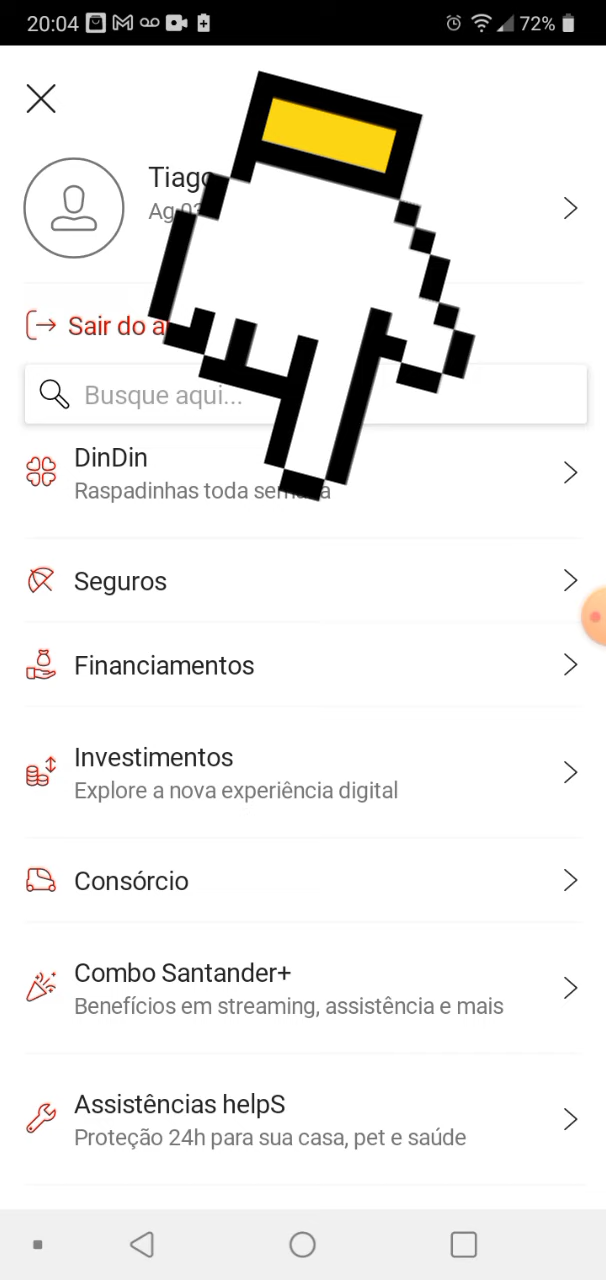 20:04 72%
Tiago
Ag 03
Sair do a
Busque aqui...
DinDin
Raspadinhas toda semana
Seguros
Financiamentos
Investimentos
Explore a nova experiência digital
Consórcio
Combo Santander+
Benefícios em streaming, assistência e mais
Assistências helpS
Proteção 24h para sua casa, pet e saúde